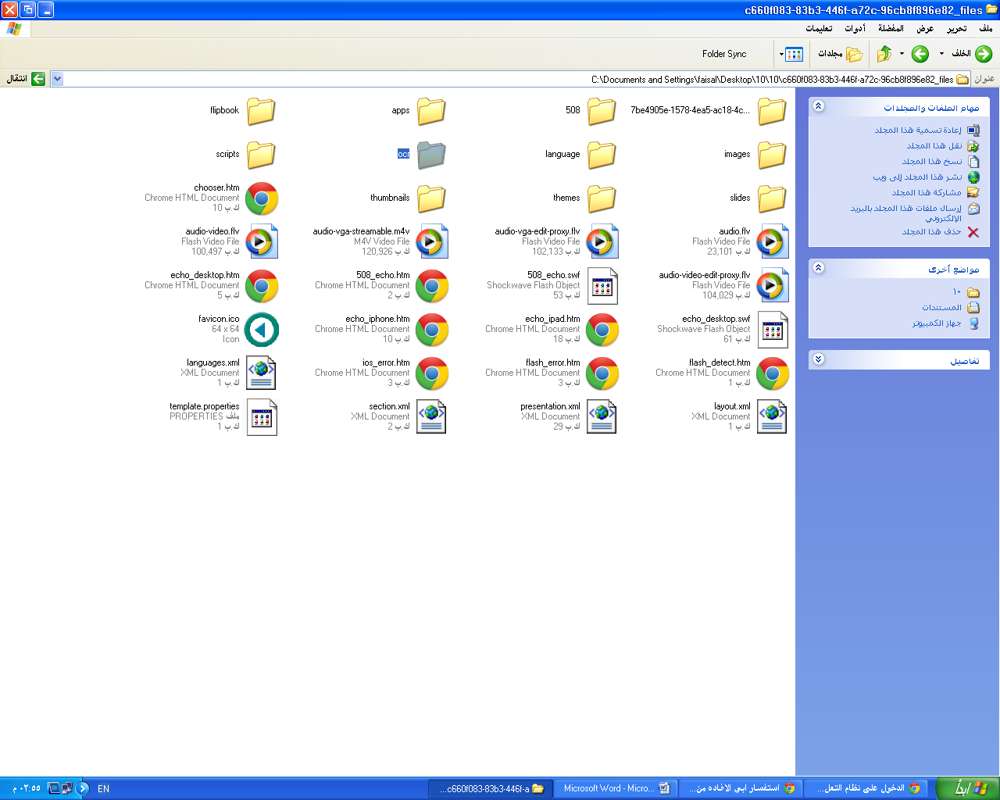 c660f083-83b3-446f-a72c-96cb8f896e82_files
ملف تحرير عرض المفضلة أدوات تعليمات
الخلف مجلدات Folder Sync
عنوان C:\Documents and Settings\faisal\Desktop\10\10\c660f083-83b3-446f-a72c-96cb8f896e82_files انتقال
مهام الملفات والمجلدات
إعادة تسمية هذا المجلد
نقل هذا المجلد
نسخ هذا المجلد
نشر هذا المجلد إلى ويب
مشاركة هذا المجلد
إرسال ملفات هذا المجلد بالبريد
الإلكتروني
حذف هذا المجلد
مواضع أخرى
١٠
المستندات
جهاز الكمبيوتر
تفاصيل
7be4905e-1578-4ea5-ac18-4c...
508
apps
flipbook
images
language
ocr
scripts
slides
themes
thumbnails
chooser.htm
Chrome HTML Document
10 ك.ب
audio.flv
Flash Video File
23,101 ك.ب
audio-vga-edit-proxy.flv
Flash Video File
102,133 ك.ب
audio-vga-streamable.m4v
M4V Video File
120,926 ك.ب
audio-video.flv
Flash Video File
100,497 ك.ب
audio-video-edit-proxy.flv
Flash Video File
104,029 ك.ب
508_echo.swf
Shockwave Flash Object
53 ك.ب
508_echo.htm
Chrome HTML Document
2 ك.ب
echo_desktop.htm
Chrome HTML Document
5 ك.ب
echo_desktop.swf
Shockwave Flash Object
61 ك.ب
echo_ipad.htm
Chrome HTML Document
18 ك.ب
echo_iphone.htm
Chrome HTML Document
10 ك.ب
favicon.ico
64 x 64
Icon
flash_detect.htm
Chrome HTML Document
1 ك.ب
flash_error.htm
Chrome HTML Document
3 ك.ب
ios_error.htm
Chrome HTML Document
3 ك.ب
languages.xml
XML Document
1 ك.ب
layout.xml
XML Document
1 ك.ب
presentation.xml
XML Document
29 ك.ب
section.xml
XML Document
2 ك.ب
template.properties
ملف PROPERTIES
1 ك.ب
ابدأ
الدخول على نظام التعل...
استفسار ابي الافاده من...
Microsoft Word - Micro...
c660f083-83b3-446f-a...
EN
٠٢:٥٥ م